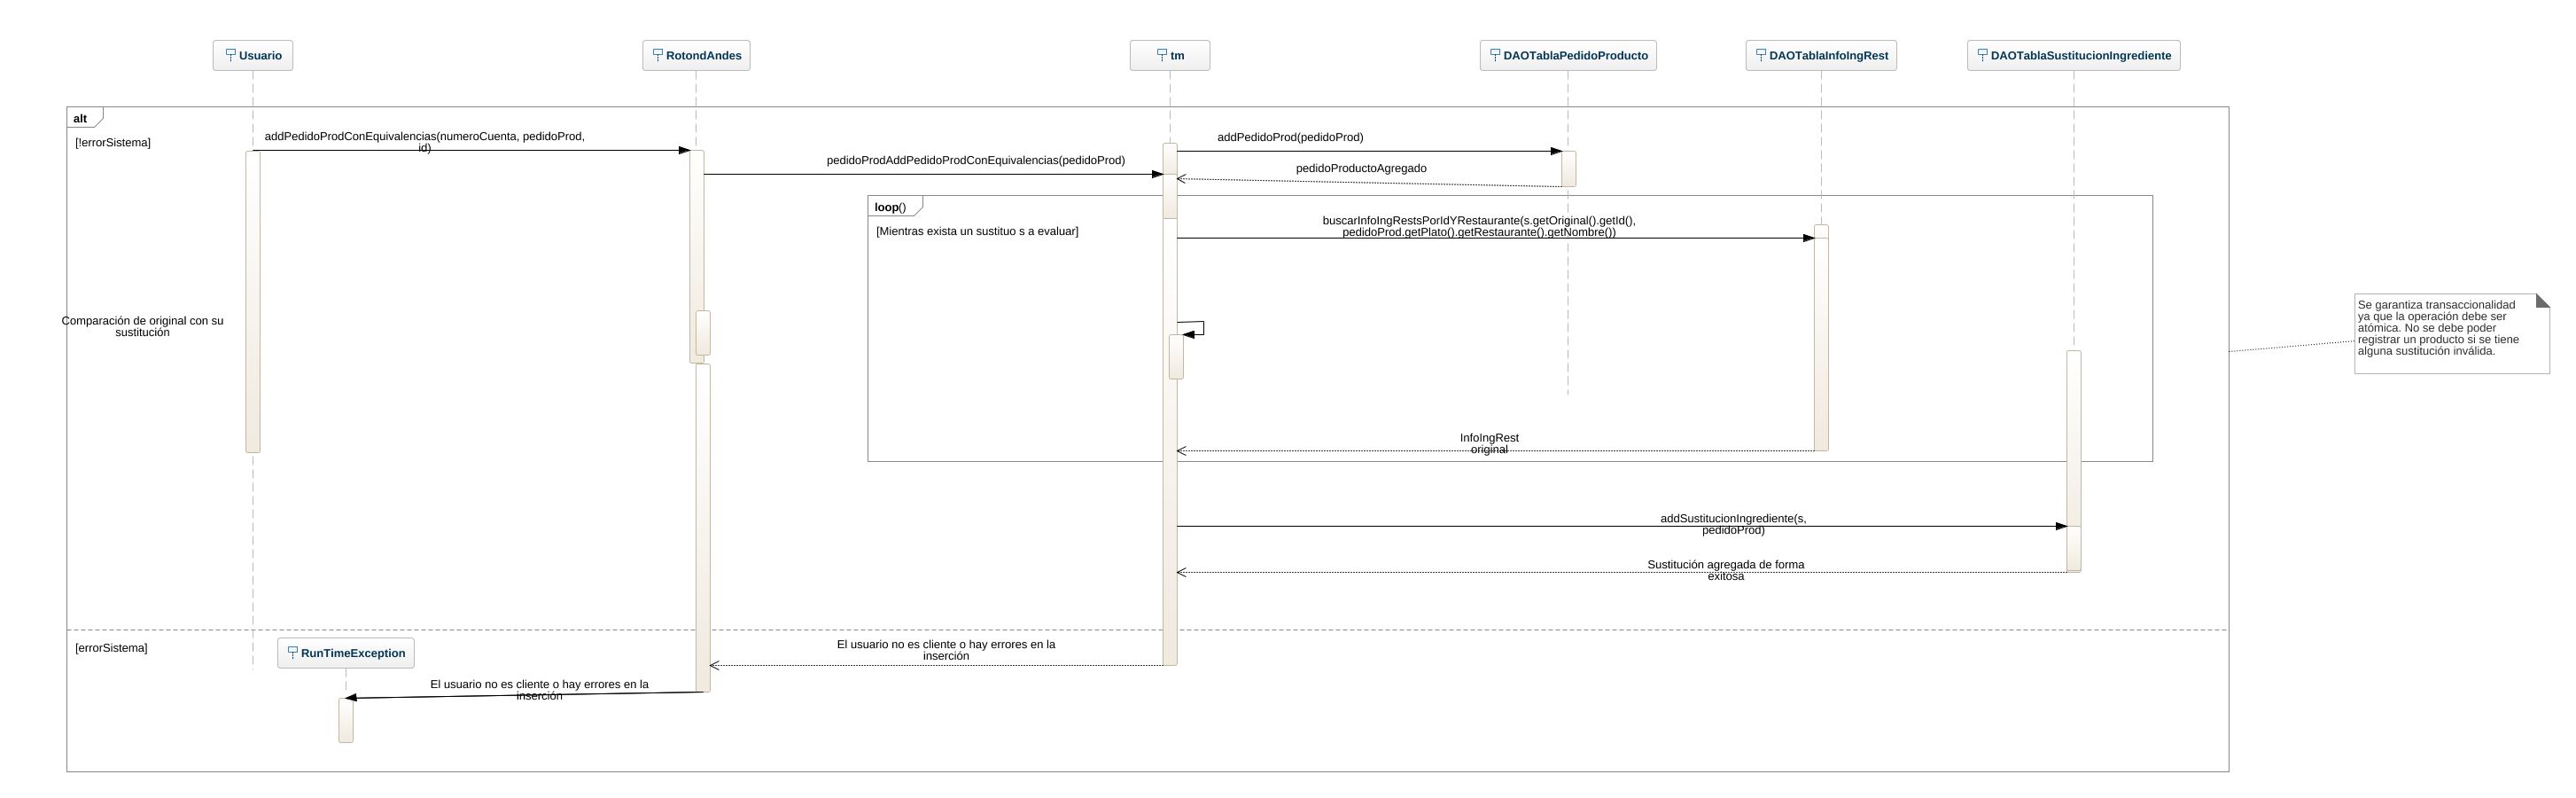 Usuario
RotondAndes
tm
DAOTablaPedidoProducto
DAOTablaInfoIngRest
DAOTablaSustitucionIngrediente
alt
[!errorSistema]
addPedidoProdConEquivalencias(numeroCuenta, pedidoProd,
id)
addPedidoProd(pedidoProd)
pedidoProdAddPedidoProdConEquivalencias(pedidoProd)
pedidoProductoAgregado
loop()
[Mientras exista un sustituo s a evaluar]
buscarInfoIngRestsPorIdYRestaurante(s.getOriginal().getId(),
pedidoProd.getPlato().getRestaurante().getNombre())
Comparación de original con su
sustitución
Se garantiza transaccionalidad
ya que la operación debe ser
atómica. No se debe poder
registrar un producto si se tiene
alguna sustitución inválida.
InfoIngRest
original
addSustitucionIngrediente(s,
pedidoProd)
Sustitución agregada de forma
exitosa
[errorSistema]
RunTimeException
El usuario no es cliente o hay errores en la
inserción
El usuario no es cliente o hay errores en la
inserción